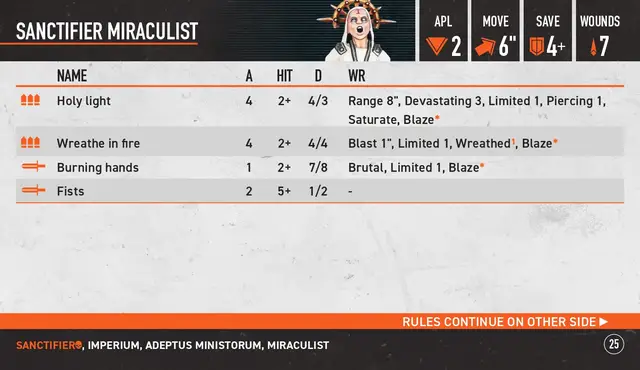 SANCTIFIER MIRACULIST
APL MOVE SAVE WOUNDS
2 6" 4+ 7
NAME A HIT D WR
Holy light 4 2+ 4/3 Range 8", Devastating 3, Limited 1, Piercing 1,
Saturate, Blaze*
Wreathe in fire 4 2+ 4/4 Blast 1", Limited 1, Wreathed¹, Blaze*
Burning hands 1 2+ 7/8 Brutal, Limited 1, Blaze*
Fists 2 5+ 1/2 -
RULES CONTINUE ON OTHER SIDE ▶
SANCTIFIER, IMPERIUM, ADEPTUS MINISTORUM, MIRACULIST
25